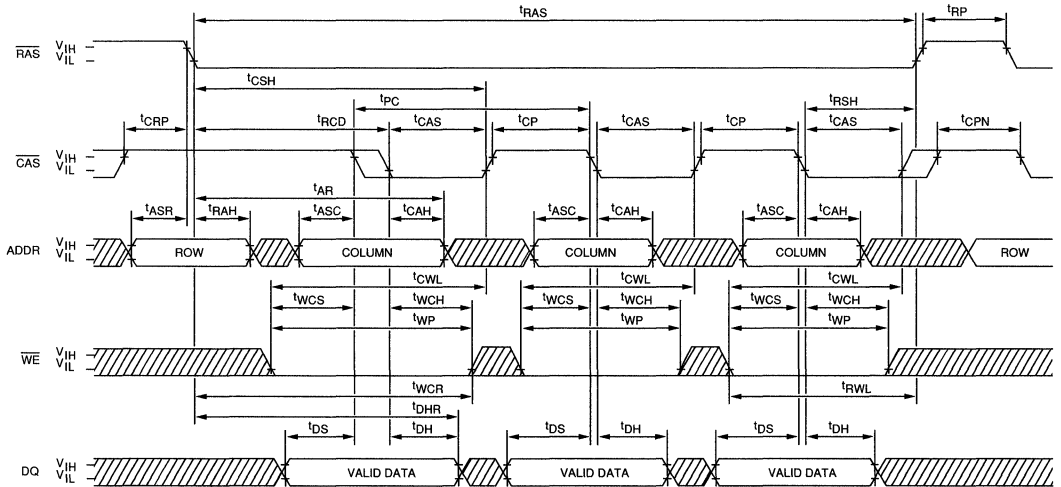 tRAS
tRP
RAS VIH VIL
tCSH
tPC
tRSH
tCRP tRCD tCAS tCP tCAS tCP tCAS tCPN
CAS VIH VIL
tAR
tASR tRAH tASC tCAH tASC tCAH tASC tCAH
ADDR VIH VIL ROW COLUMN COLUMN COLUMN ROW
tCWL tCWL tCWL
tWCS tWCH tWCS tWCH tWCS tWCH
tWP tWP tWP
WE VIH VIL
tWCR tRWL
tDHR
tDS tDH tDS tDH tDS tDH
DQ VIH VIL VALID DATA VALID DATA VALID DATA